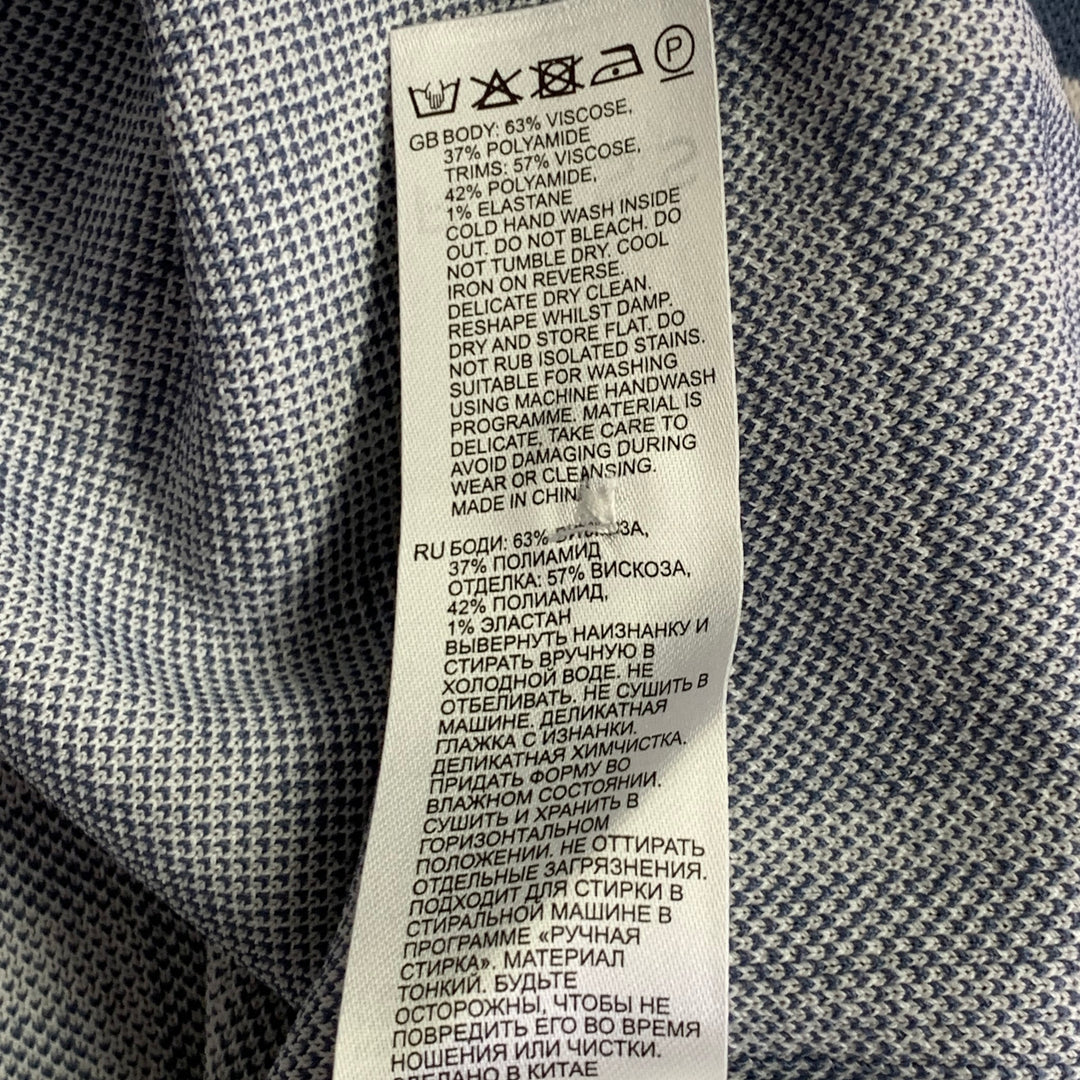 P
GB BODY: 63% VISCOSE,
37% POLYAMIDE
TRIMS: 57% VISCOSE,
42% POLYAMIDE,
1% ELASTANE
COLD HAND WASH INSIDE
OUT. DO NOT BLEACH. DO
NOT TUMBLE DRY. COOL
IRON ON REVERSE.
DELICATE DRY CLEAN.
RESHAPE WHILST DAMP.
DRY AND STORE FLAT. DO
NOT RUB ISOLATED STAINS.
SUITABLE FOR WASHING
USING MACHINE HANDWASH
PROGRAMME. MATERIAL IS
DELICATE, TAKE CARE TO
AVOID DAMAGING DURING
WEAR OR CLEANSING.
MADE IN
RU БОДИ: 63%
37% ПОЛИАМИД
ОТДЕЛКА: 57% ВИСКОЗА,
42% ПОЛИАМИД,
1% ЭЛАСТАН
ВЫВЕРНУТЬ НАИЗНАНКУ И
СТИРАТЬ ВРУЧНУЮ В
ХОЛОДНОЙ ВОДЕ. НЕ
ОТБЕЛИВАТЬ. НЕ СУШИТЬ В
МАШИНЕ. ДЕЛИКАТНАЯ
ГЛАЖКА С ИЗНАНКИ.
ДЕЛИКАТНАЯ ХИМЧИСТКА.
ПРИДАТЬ ФОРМУ ВО
ВЛАЖНОМ СОСТОЯНИИ.
СУШИТЬ И ХРАНИТЬ В
ГОРИЗОНТАЛЬНОМ
ПОЛОЖЕНИИ. НЕ ОТТИРАТЬ
ОТДЕЛЬНЫЕ ЗАГРЯЗНЕНИЯ.
ПОДХОДИТ ДЛЯ СТИРКИ В
СТИРАЛЬНОЙ МАШИНЕ В
ПРОГРАММЕ «РУЧНАЯ
СТИРКА». МАТЕРИАЛ
ТОНКИЙ. БУДЬТЕ
ОСТОРОЖНЫ, ЧТОБЫ НЕ
ПОВРЕДИТЬ ЕГО ВО ВРЕМЯ
НОШЕНИЯ ИЛИ ЧИСТКИ.
СДЕЛАНО В КИТАЕ